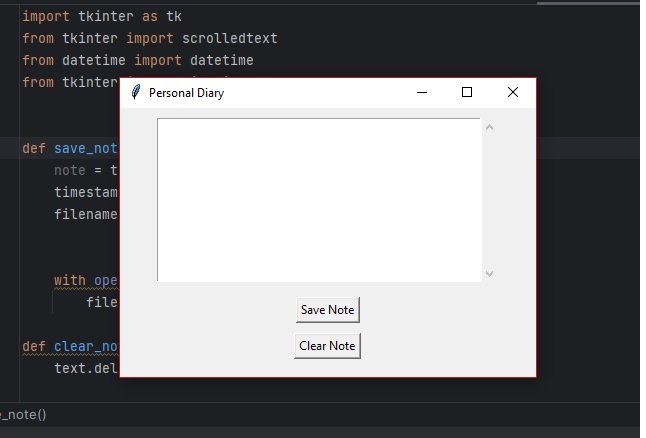 import tkinter as tk
from tkinter import scrolledtext
from datetime import datetime
from tkinter
Personal Diary
def save_not
note = t
timestam
filename
with ope
file
Save Note
def clear_no
Clear Note
text.del
e_note()